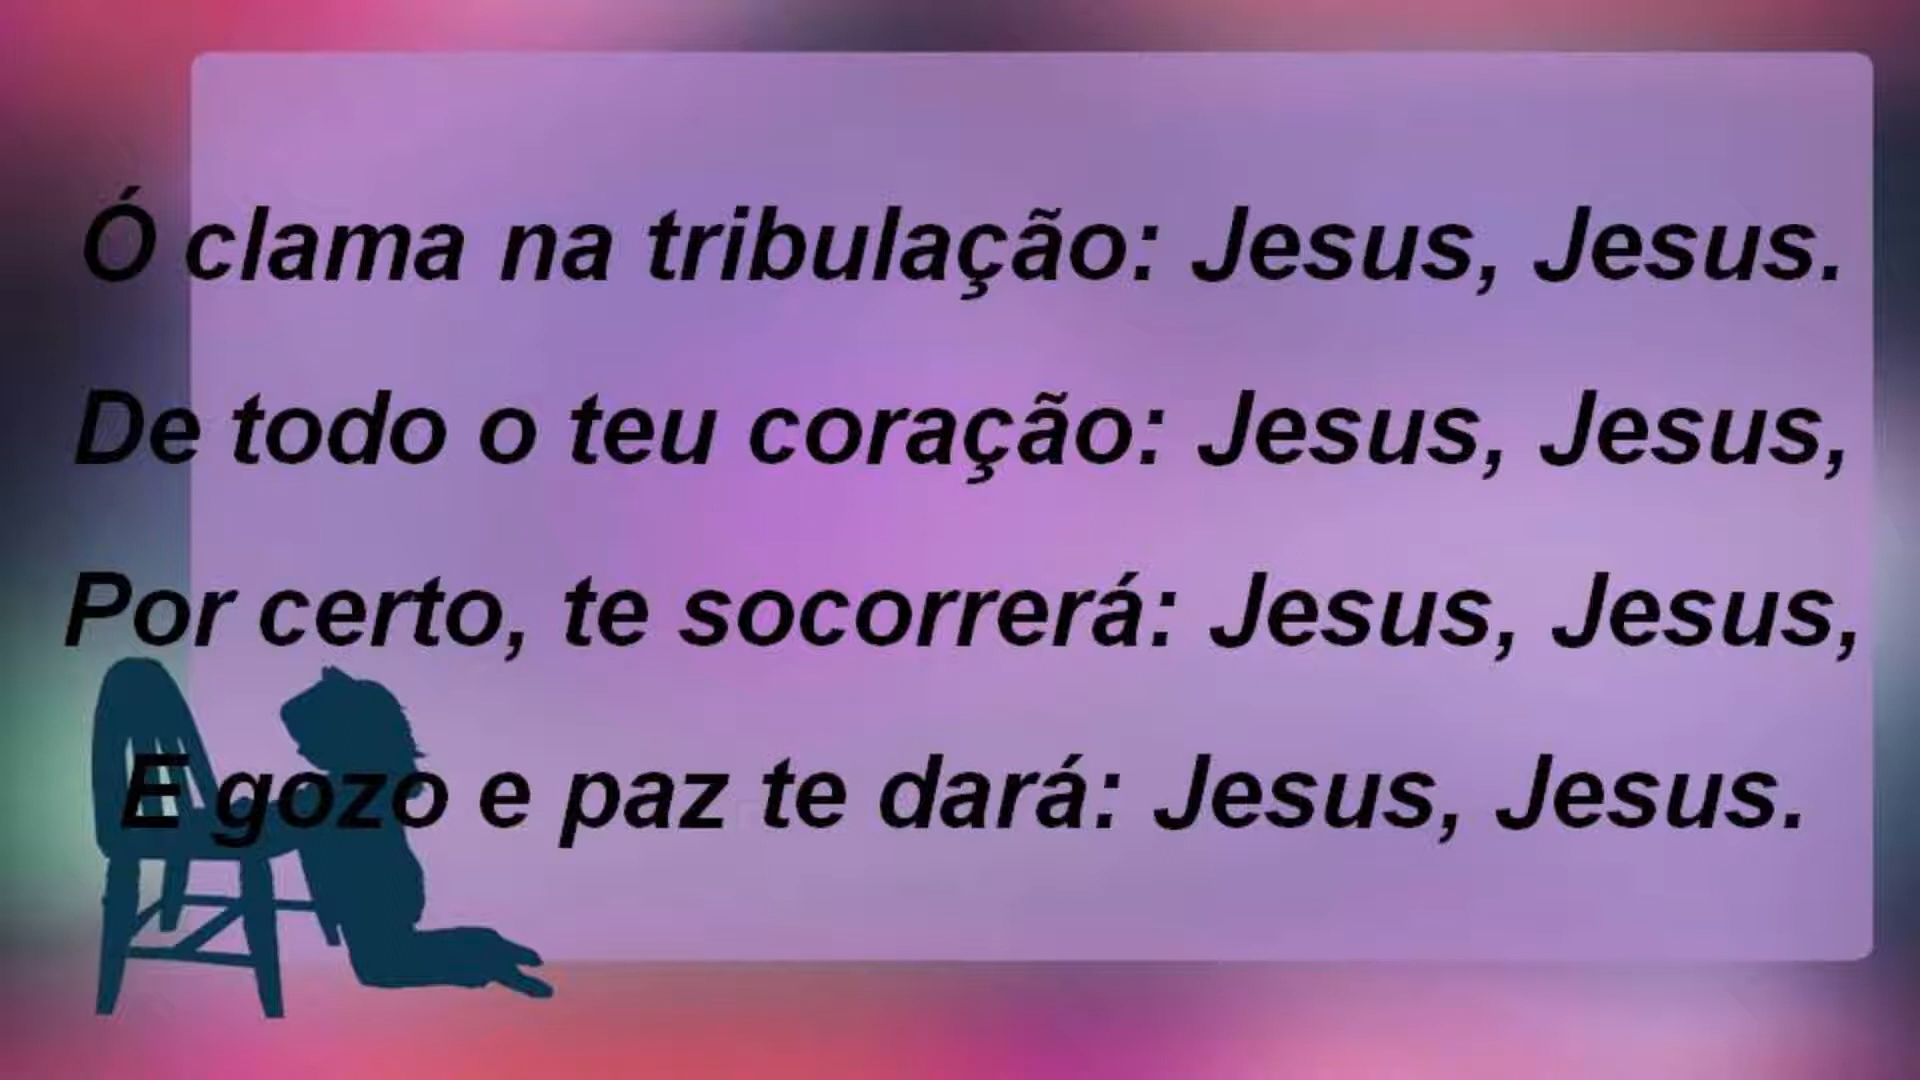 Ó clama na tribulação: Jesus, Jesus.
De todo o teu coração: Jesus, Jesus,
Por certo, te socorrerá: Jesus, Jesus,
E gozo e paz te dará: Jesus, Jesus.